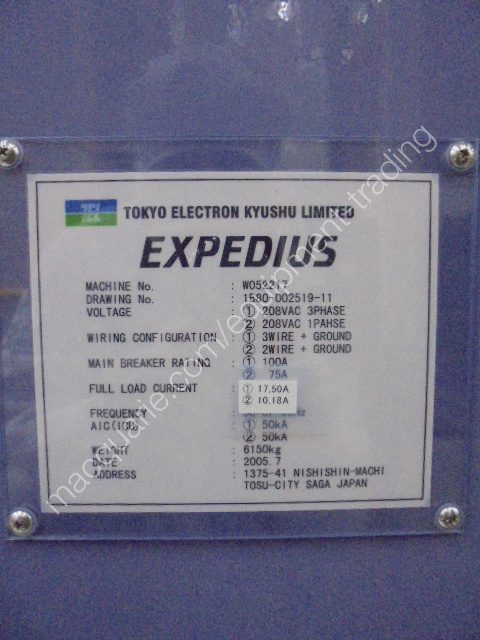 TEL TOKYO ELECTRON KYUSHU LIMITED
EXPEDIUS
MACHINE No. : W052217
DRAWING No. : 1580-002519-11
VOLTAGE : ① 208VAC 3PHASE
② 208VAC 1PAHSE
WIRING CONFIGURATION : ① 3WIRE + GROUND
② 2WIRE + GROUND
MAIN BREAKER RATING : ① 100A
② 75A
FULL LOAD CURRENT : ① 17.50A
② 10.18A
FREQUENCY :
AIC(ICU) : ① 50kA
② 50kA
WEIGHT : 6150kg
DATE : 2005.7
ADDRESS : 1375-41 NISHISHIN-MACHI
TOSU-CITY SAGA JAPAN
macquarie.com/equipment trading